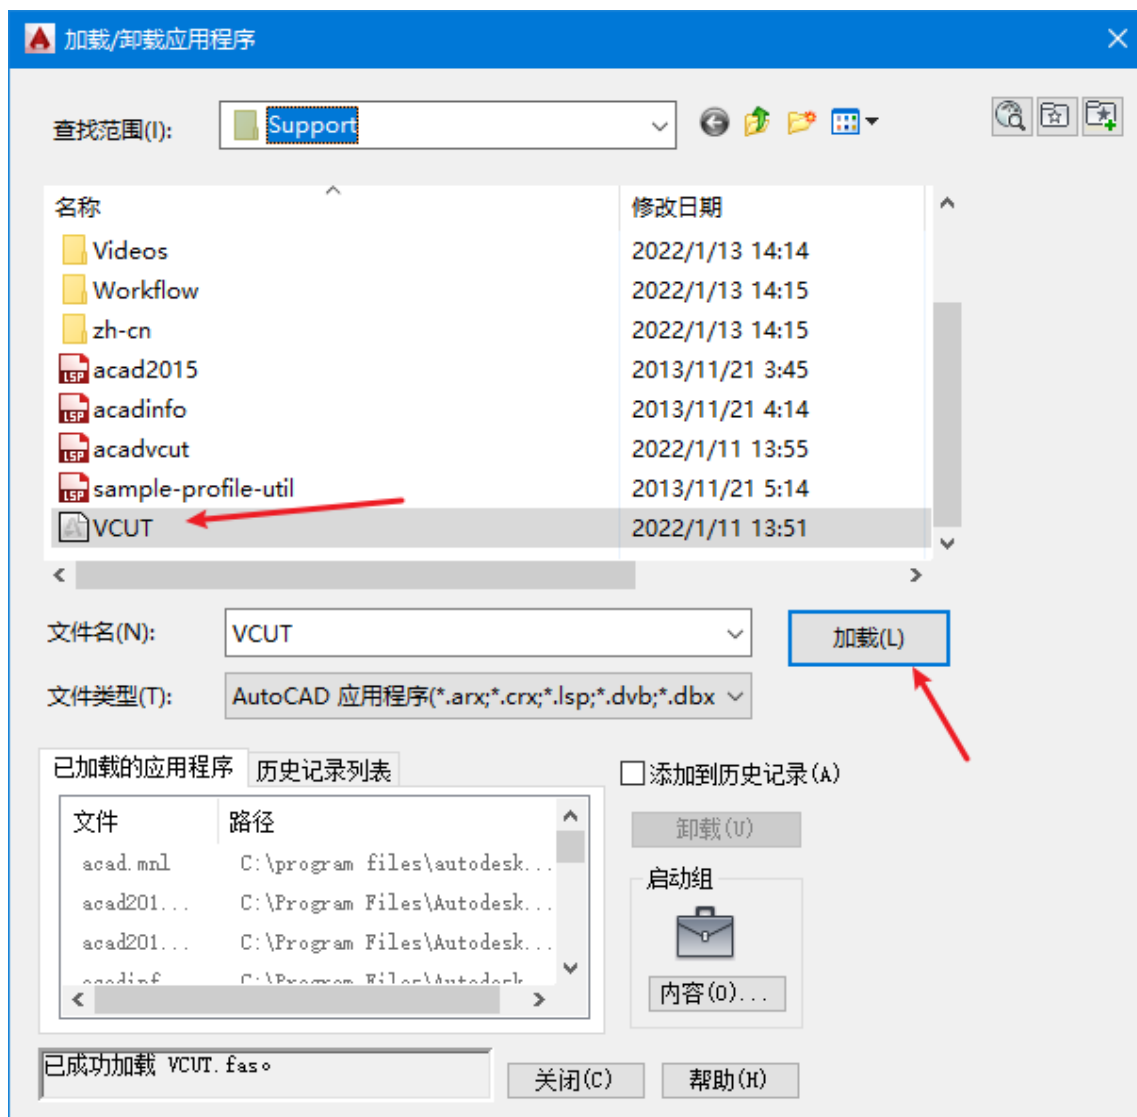 加载/卸载应用程序
查找范围(I):
Support
名称 修改日期
Videos 2022/1/13 14:14
Workflow 2022/1/13 14:15
zh-cn 2022/1/13 14:15
acad2015 2013/11/21 3:45
acadinfo 2013/11/21 4:14
acadvcut 2022/1/11 13:55
sample-profile-util 2013/11/21 5:14
VCUT 2022/1/11 13:51
文件名(N): VCUT 加载(L)
文件类型(T): AutoCAD 应用程序(*.arx;*.crx;*.lsp;*.dvb;*.dbx
已加载的应用程序 历史记录列表 添加到历史记录(A)
文件 路径 卸载(U)
acad.mnl C:\program files\autodesk...
acad201... C:\Program Files\Autodesk...
acad201... C:\Program Files\Autodesk...
启动组
内容(O)...
已成功加载 VCUT.fas。
关闭(C) 帮助(H)